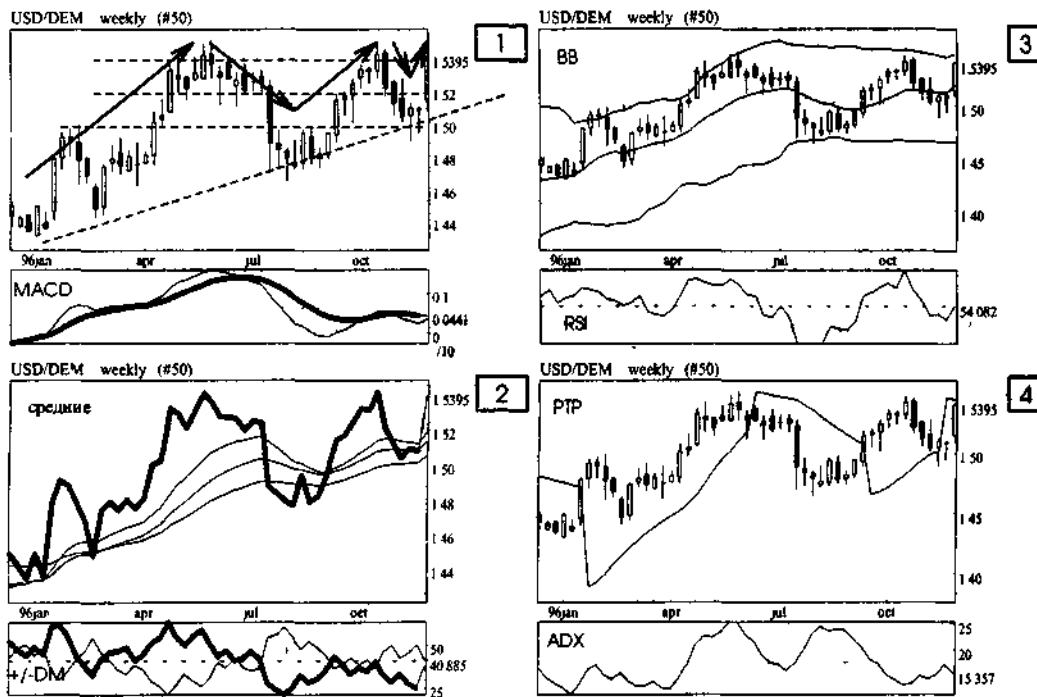 USD/DEM weekly (#50)
1
1 5395
1 52
1 50
1 48
1 46
1 44
96jan apr jul oct
MACD
0 1
0 0441
0
/10
USD/DEM weekly (#50)
3
BB
1 5395
1 50
1 45
1 40
96jan apr jul oct
RSI
54 082
USD/DEM weekly (#50)
2
средние
1 5395
1 52
1 50
1 48
1 46
1 44
96jan apr jul oct
+/-DM
50
40 885
25
USD/DEM weekly (#50)
4
PTP
1 5395
1 50
1 45
1 40
96jan apr jul oct
ADX
25
20
15 357